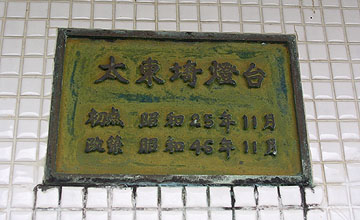 太東埼燈台
初点 昭和25年11月
改築 昭和46年11月